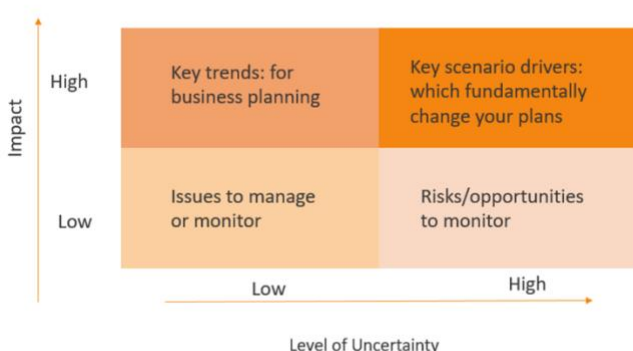 Impact
High
Key trends: for
business planning
Key scenario drivers:
which fundamentally
change your plans
Low
Issues to manage
or monitor
Risks/opportunities
to monitor
Low
High
Level of Uncertainty